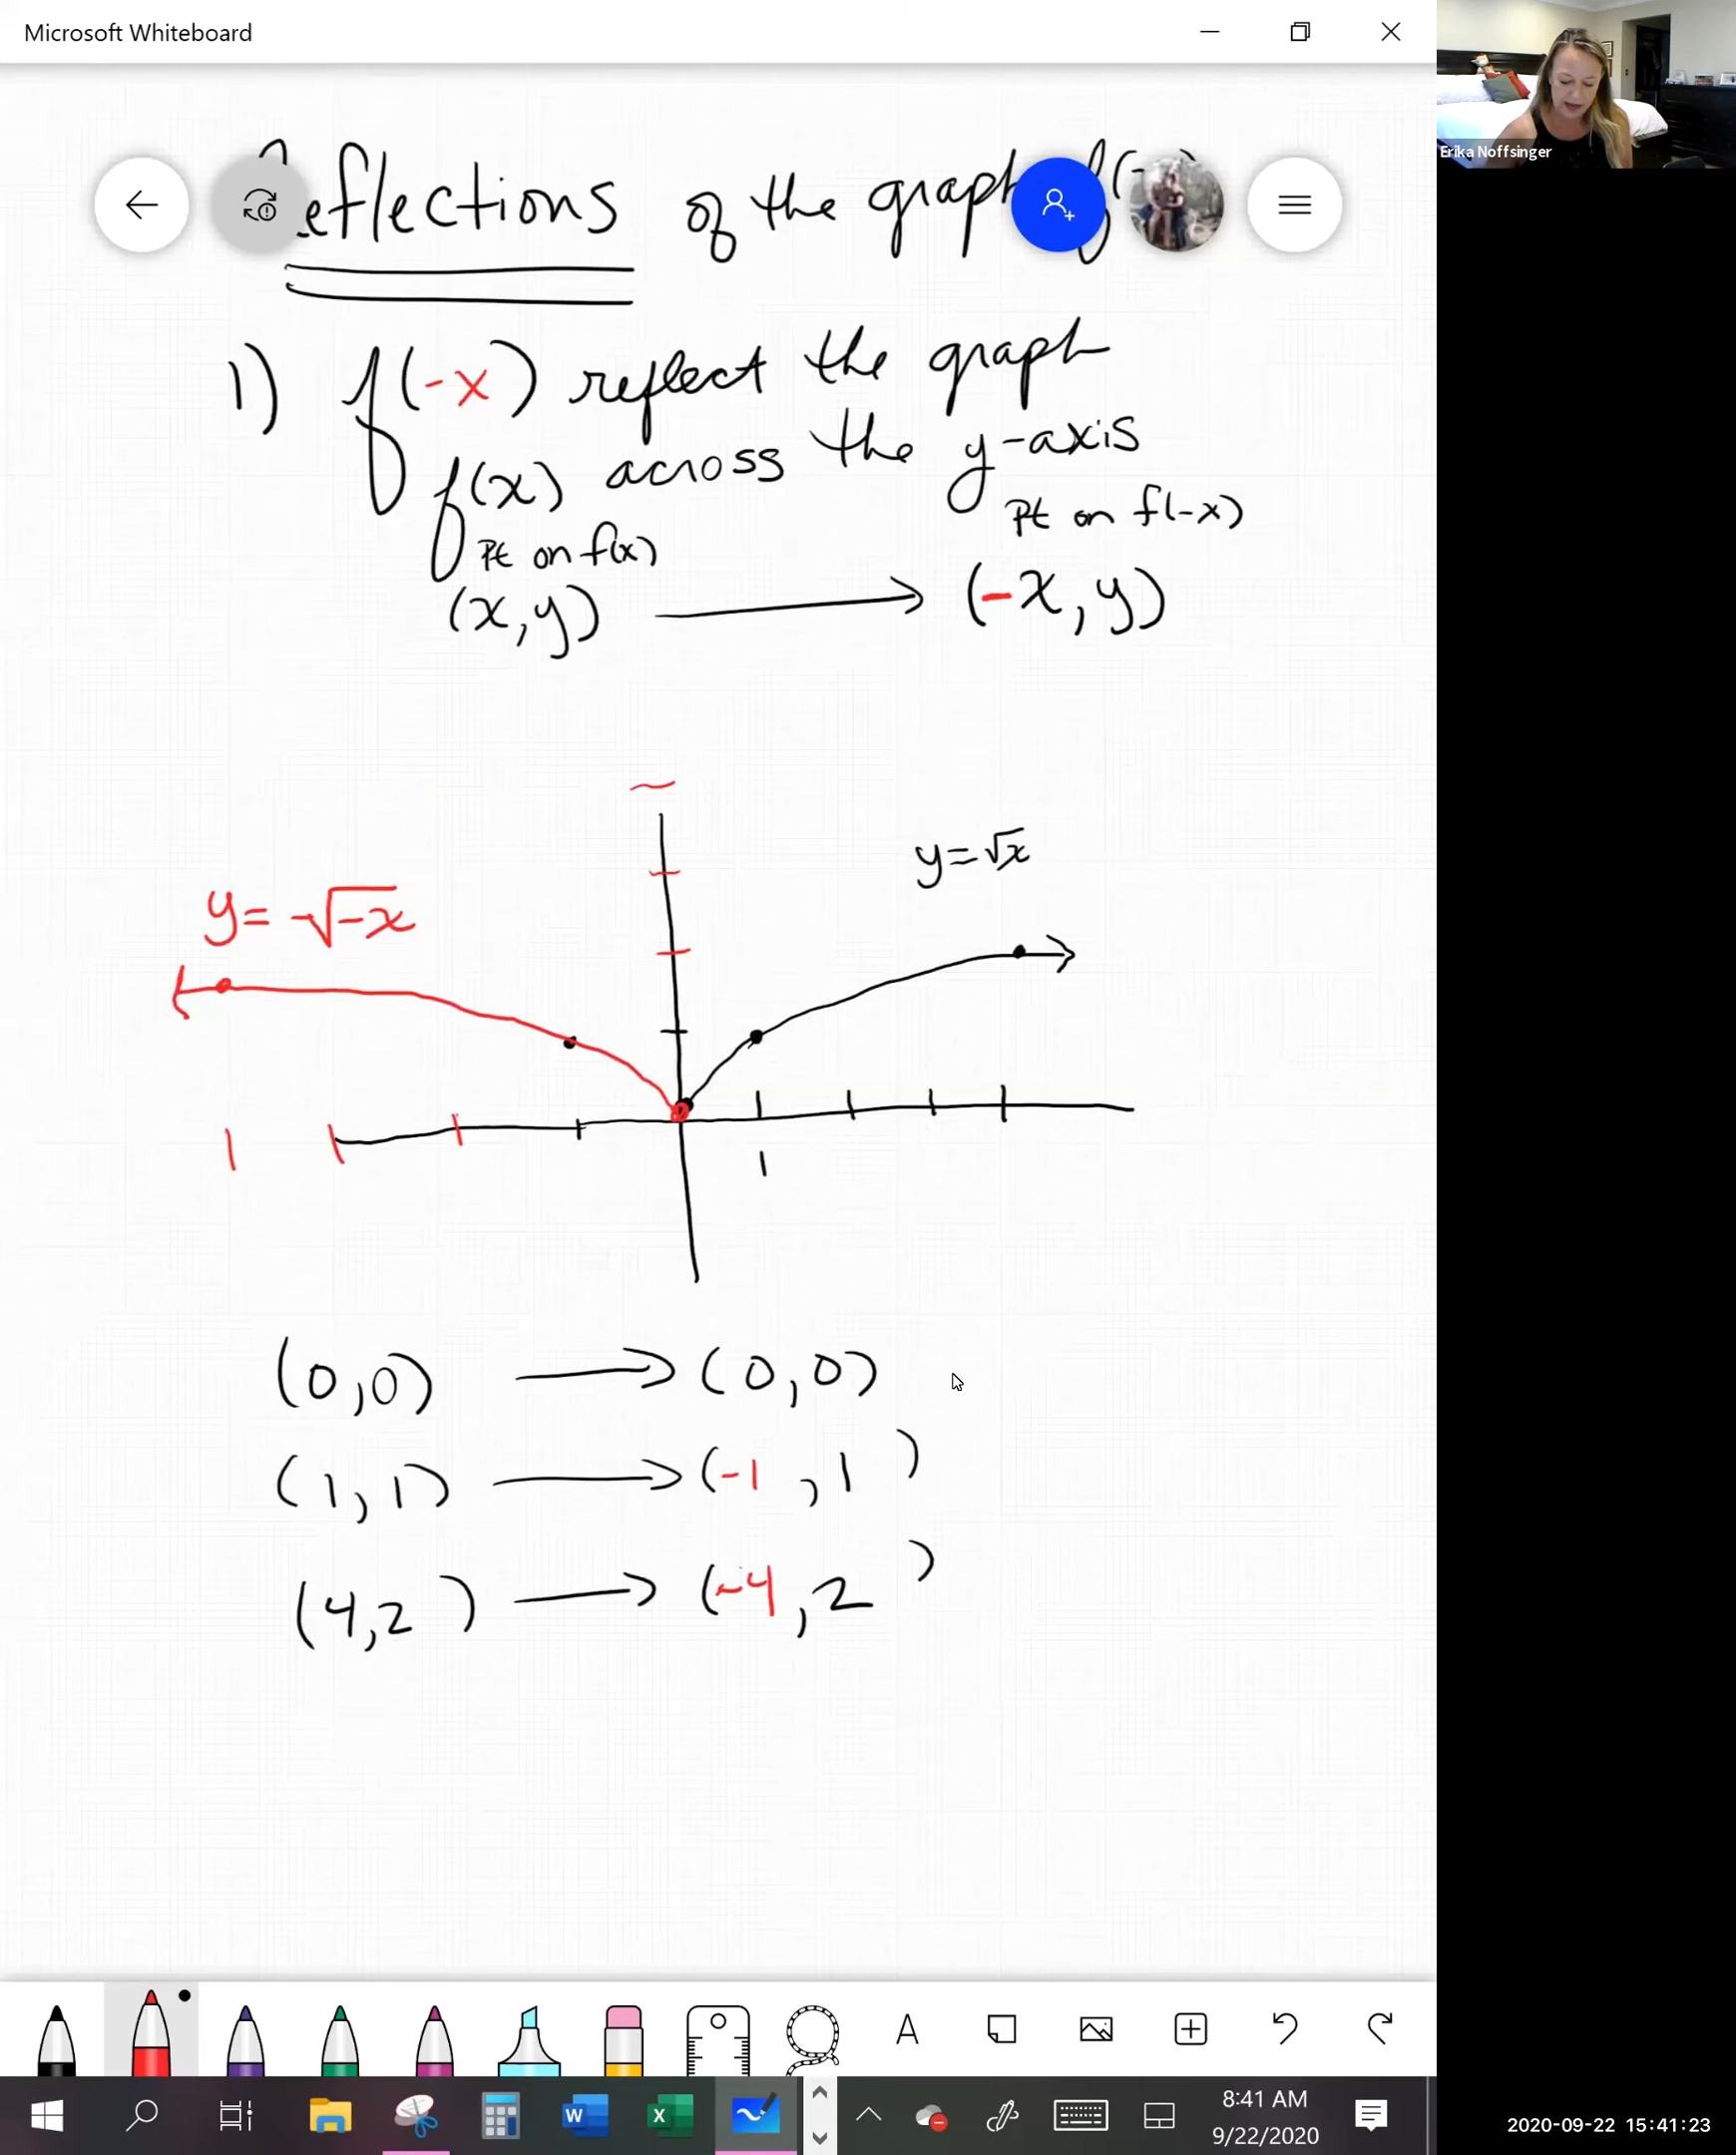 Microsoft Whiteboard
Erika Noffsinger
eflections of the graph f(-
1) f(-x) reflect the graph
f(x) across the y-axis
Pt on f(x)
Pt on f(-x)
(x,y) → (-x,y)
y=√x
y= √-x
1
(0,0) → (0,0)
(1,1) → (-1,1)
(4,2) → (-4,2)
A
8:41 AM
9/22/2020
2020-09-22 15:41:23